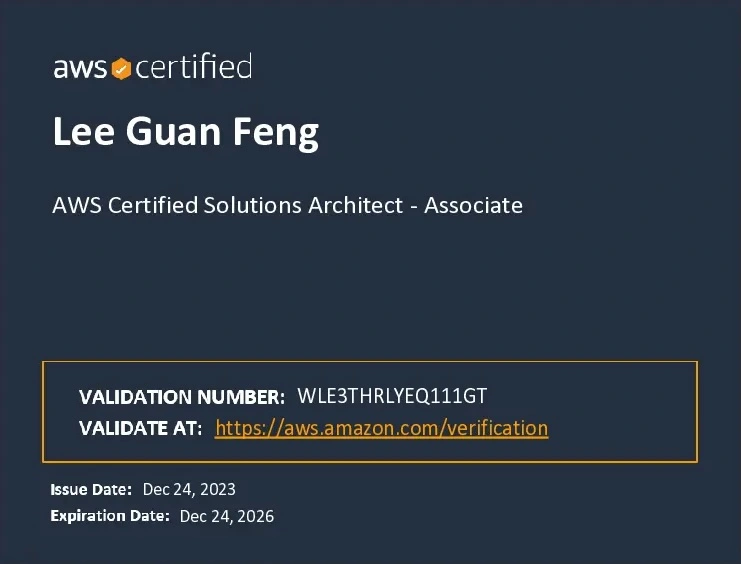 aws certified
Lee Guan Feng
AWS Certified Solutions Architect - Associate
VALIDATION NUMBER: WLE3THRLYEQ111GT
VALIDATE AT: https://aws.amazon.com/verification
Issue Date: Dec 24, 2023
Expiration Date: Dec 24, 2026